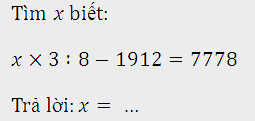 Tìm x biết:
x × 3 : 8 − 1912 = 7778
Trả lời: x = ...